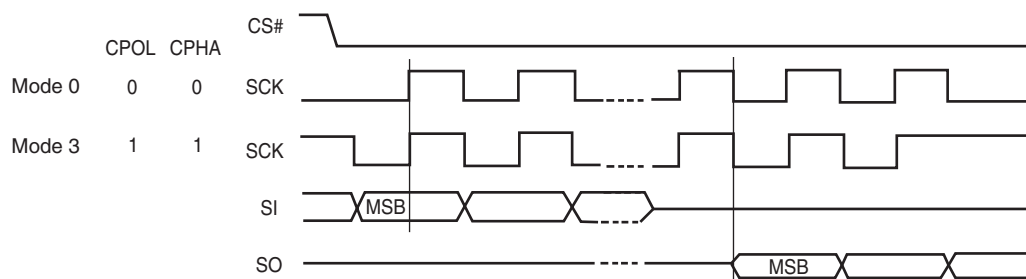 CS#
CPOL CPHA
Mode 0 0 0 SCK
Mode 3 1 1 SCK
SI MSB
SO MSB